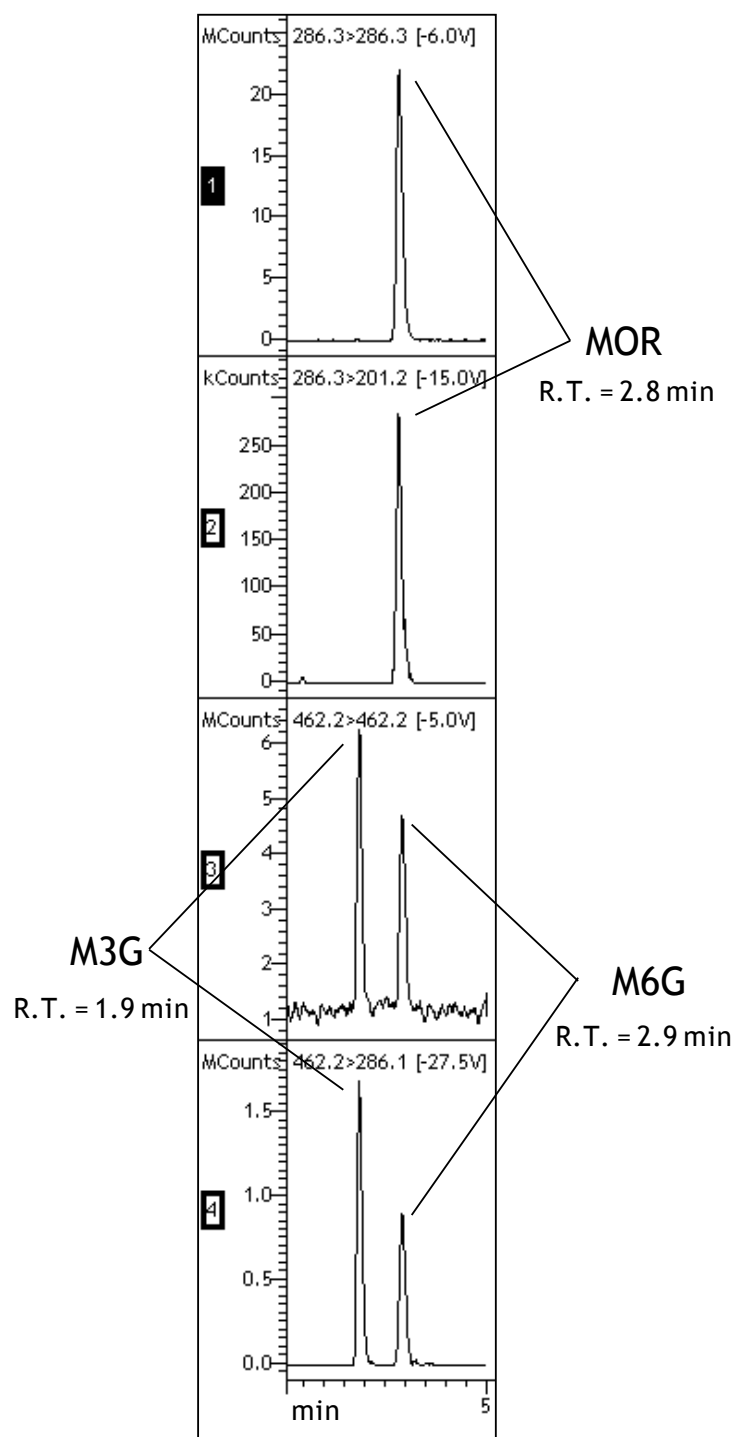 MCounts 286.3>286.3 [-6.0V]
20
15
1
10
5
0
MOR
R.T. = 2.8 min
kCounts 286.3>201.2 [-15.0V]
250
200
2
150
100
50
0
MCounts 462.2>462.2 [-5.0V]
6
5
4
3
3
2
1
M3G
R.T. = 1.9 min
M6G
R.T. = 2.9 min
MCounts 462.2>286.1 [-27.5V]
1.5
1.0
4
0.5
0.0
min
5